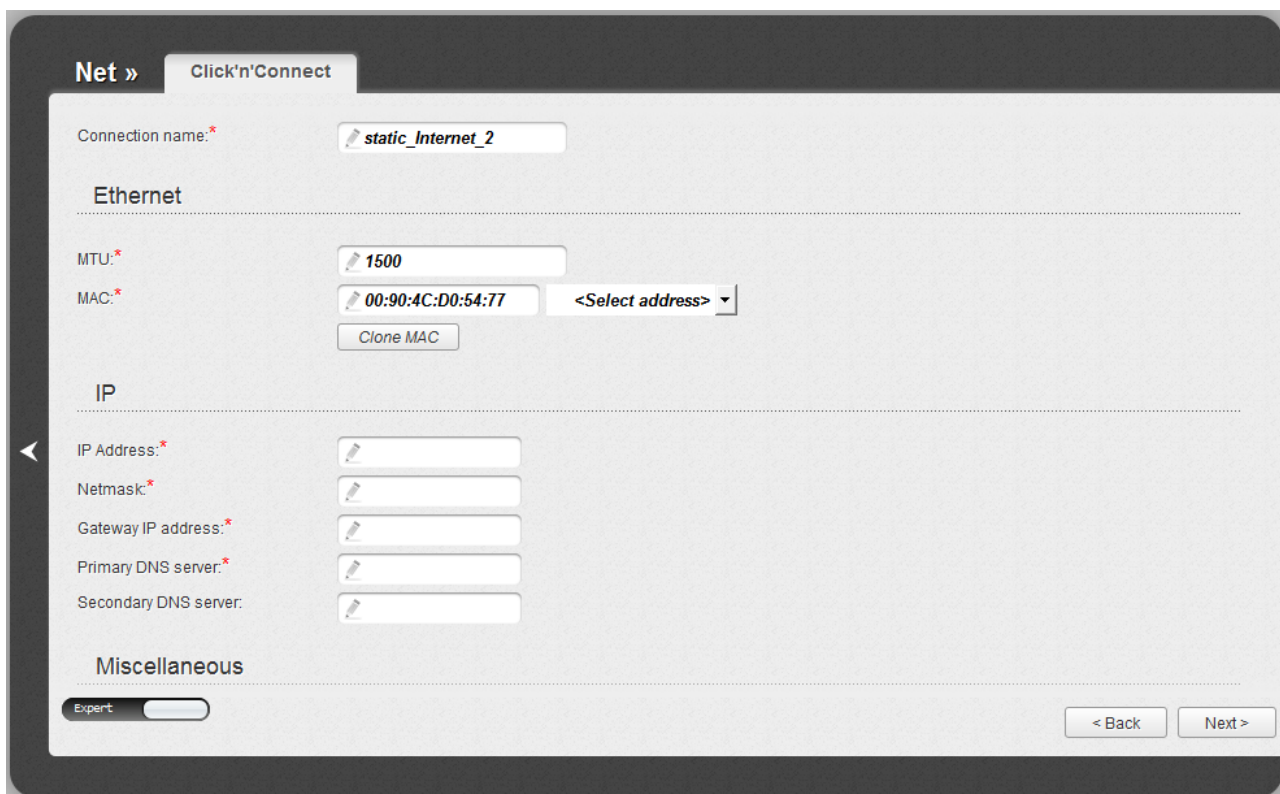 Net » Click'n'Connect
Connection name:* static_Internet_2
Ethernet
MTU:* 1500
MAC:* 00:90:4C:D0:54:77 <Select address>
Clone MAC
IP
IP Address:*
Netmask:*
Gateway IP address:*
Primary DNS server:*
Secondary DNS server:
Miscellaneous
Expert
< Back Next >